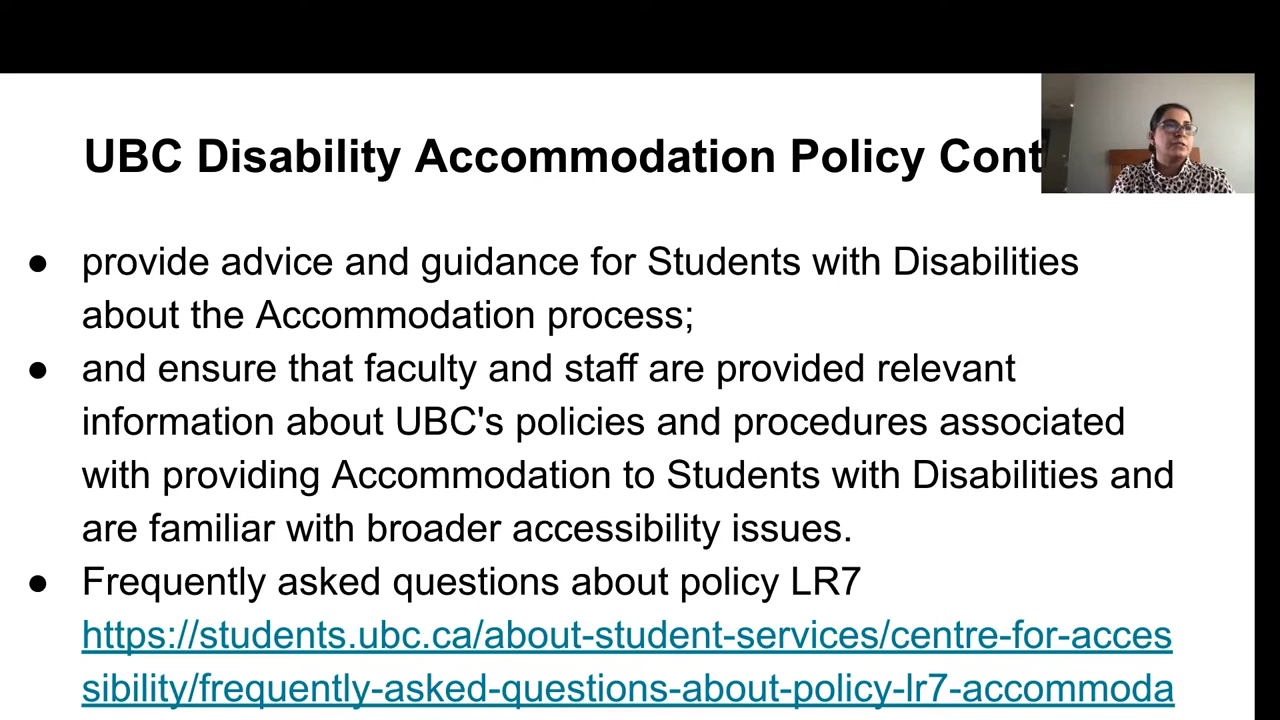 UBC Disability Accommodation Policy Cont
● provide advice and guidance for Students with Disabilities
about the Accommodation process;
● and ensure that faculty and staff are provided relevant
information about UBC's policies and procedures associated
with providing Accommodation to Students with Disabilities and
are familiar with broader accessibility issues.
● Frequently asked questions about policy LR7
https://students.ubc.ca/about-student-services/centre-for-acces
sibility/frequently-asked-questions-about-policy-lr7-accommoda